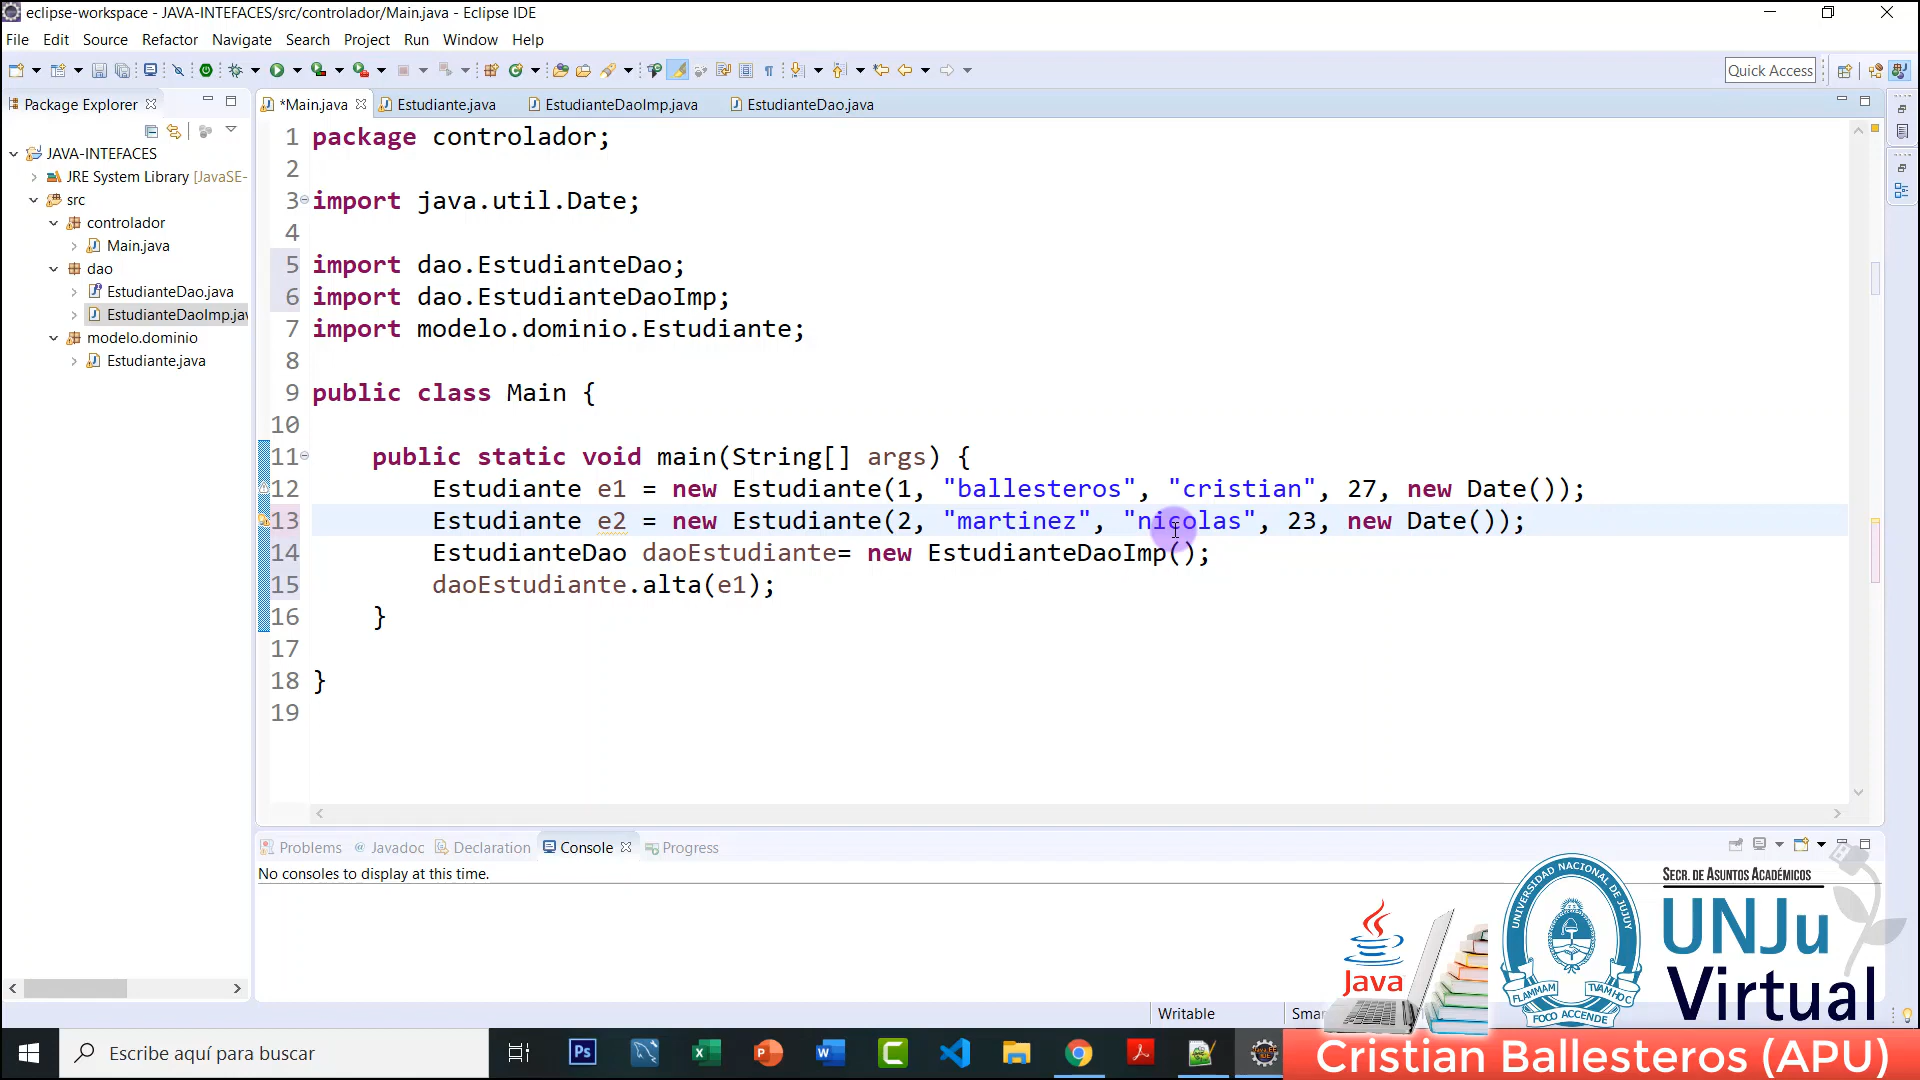 eclipse-workspace - JAVA-INTEFACES/src/controlador/Main.java - Eclipse IDE
File Edit Source Refactor Navigate Search Project Run Window Help
Quick Access
Package Explorer
*Main.java Estudiante.java EstudianteDaoImp.java EstudianteDao.java
JAVA-INTEFACES
JRE System Library [JavaSE-
src
controlador
Main.java
dao
EstudianteDao.java
EstudianteDaoImp.jav
modelo.dominio
Estudiante.java
1 package controlador;
2
3 import java.util.Date;
4
5 import dao.EstudianteDao;
6 import dao.EstudianteDaoImp;
7 import modelo.dominio.Estudiante;
8
9 public class Main {
10
11 public static void main(String[] args) {
12 Estudiante e1 = new Estudiante(1, "ballesteros", "cristian", 27, new Date());
13 Estudiante e2 = new Estudiante(2, "martinez", "nicolas", 23, new Date());
14 EstudianteDao daoEstudiante= new EstudianteDaoImp();
15 daoEstudiante.alta(e1);
16 }
17
18 }
19
Problems Javadoc Declaration Console Progress
No consoles to display at this time.
Writable Smar
Java
UNIVERSIDAD NACIONAL DE JUJUY
FLAMMAM TVAM HOC
FOCO ACCENDE
SECR. DE ASUNTOS ACADÉMICOS
UNJu
Virtual
Escribe aquí para buscar
Cristian Ballesteros (APU)